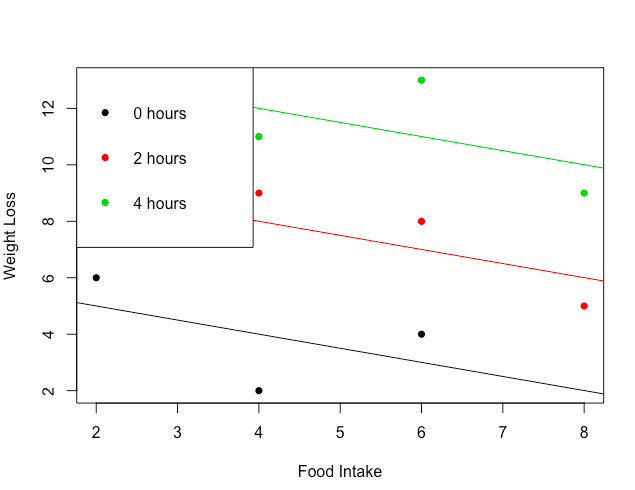 0 hours
2 hours
4 hours
Weight Loss
12
10
8
6
4
2
2 3 4 5 6 7 8
Food Intake